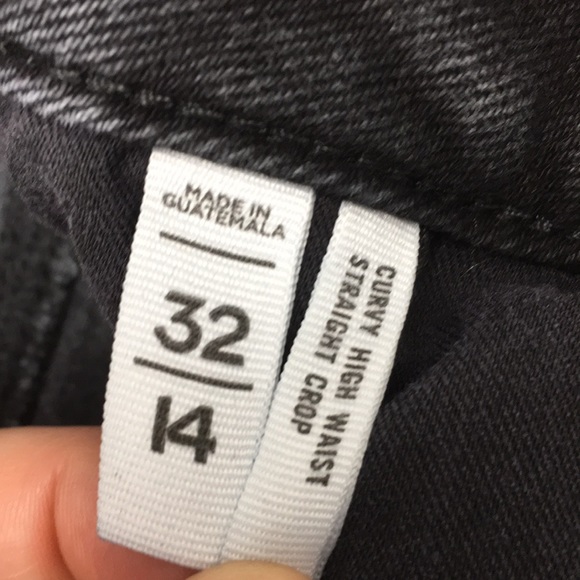 MADE IN
GUATEMALA
32
14
CURVY HIGH WAIST
STRAIGHT CROP